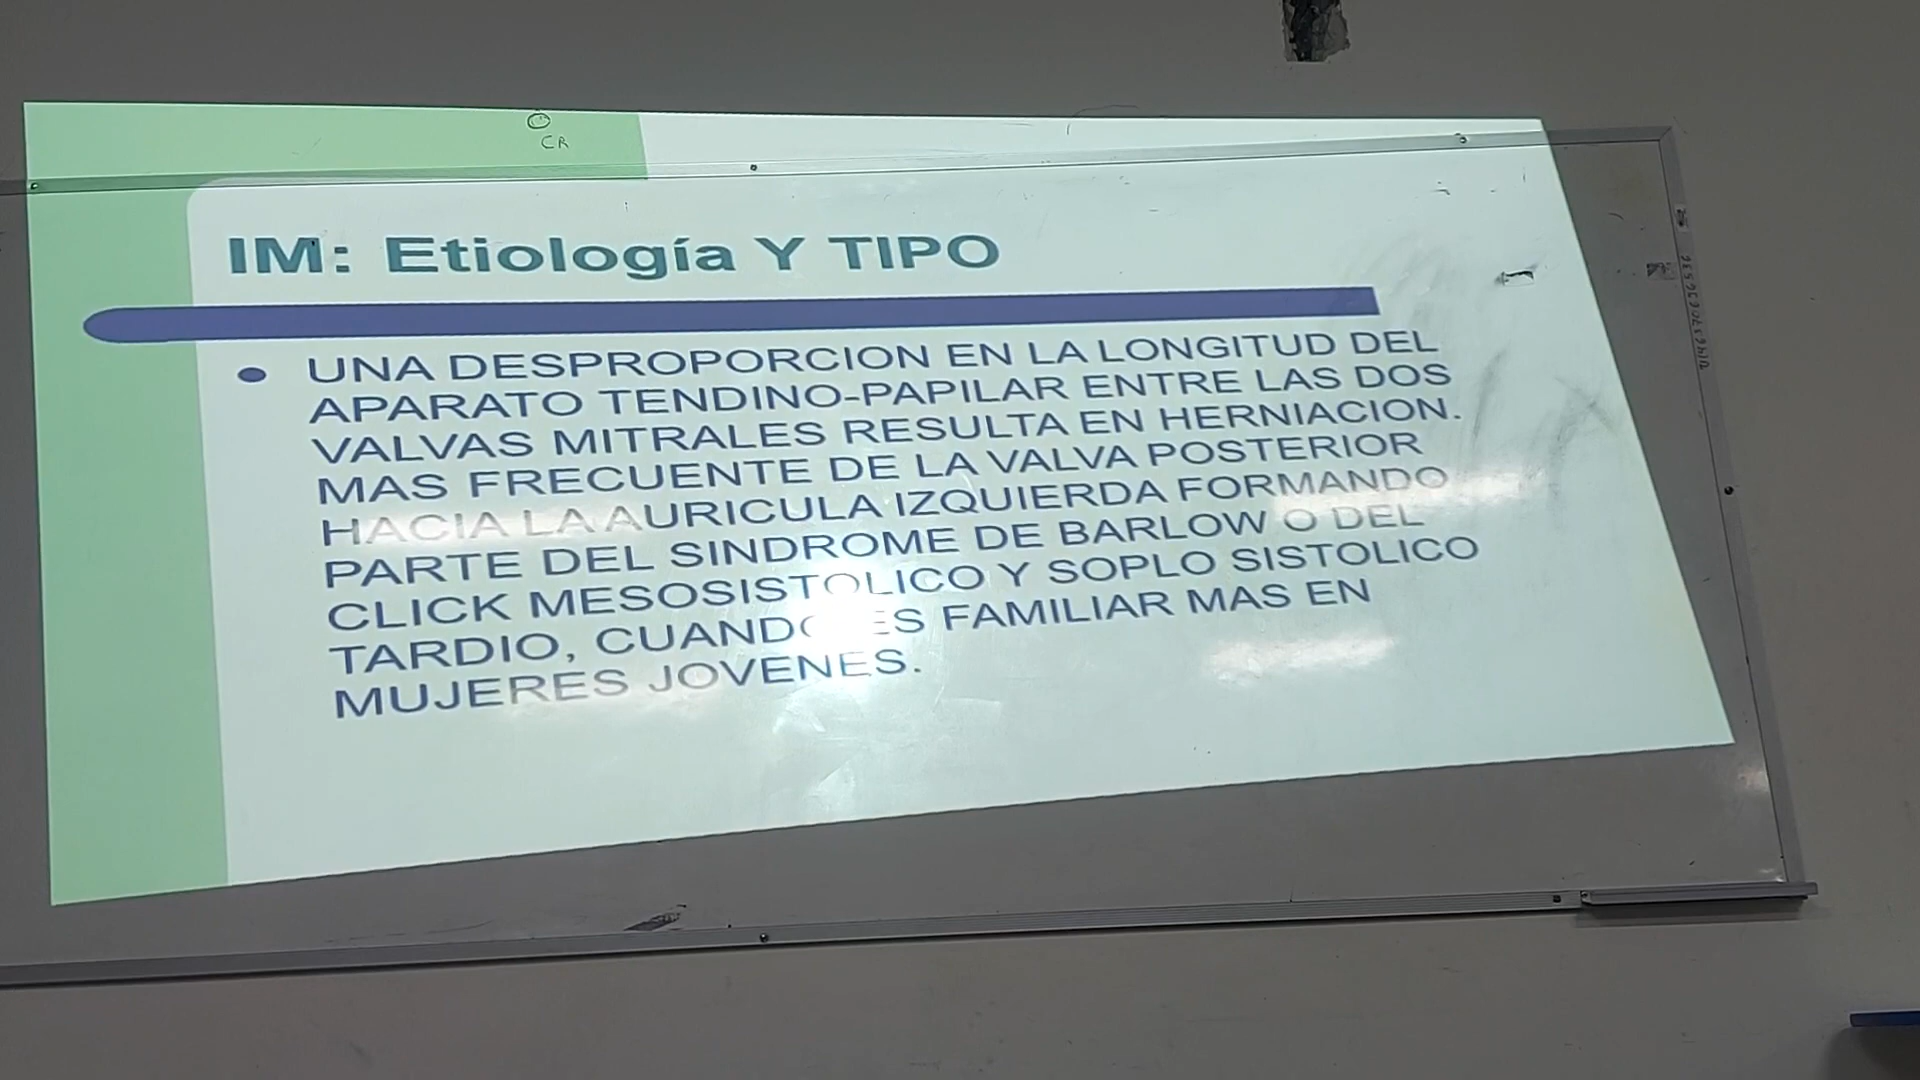 CR
IM: Etiología Y TIPO
● UNA DESPROPORCION EN LA LONGITUD DEL
APARATO TENDINO-PAPILAR ENTRE LAS DOS
VALVAS MITRALES RESULTA EN HERNIACION.
MAS FRECUENTE DE LA VALVA POSTERIOR
HACIA LA AURICULA IZQUIERDA FORMANDO
PARTE DEL SINDROME DE BARLOW O DEL
CLICK MESOSISTOLICO Y SOPLO SISTOLICO
TARDIO, CUANDO ES FAMILIAR MAS EN
MUJERES JOVENES.